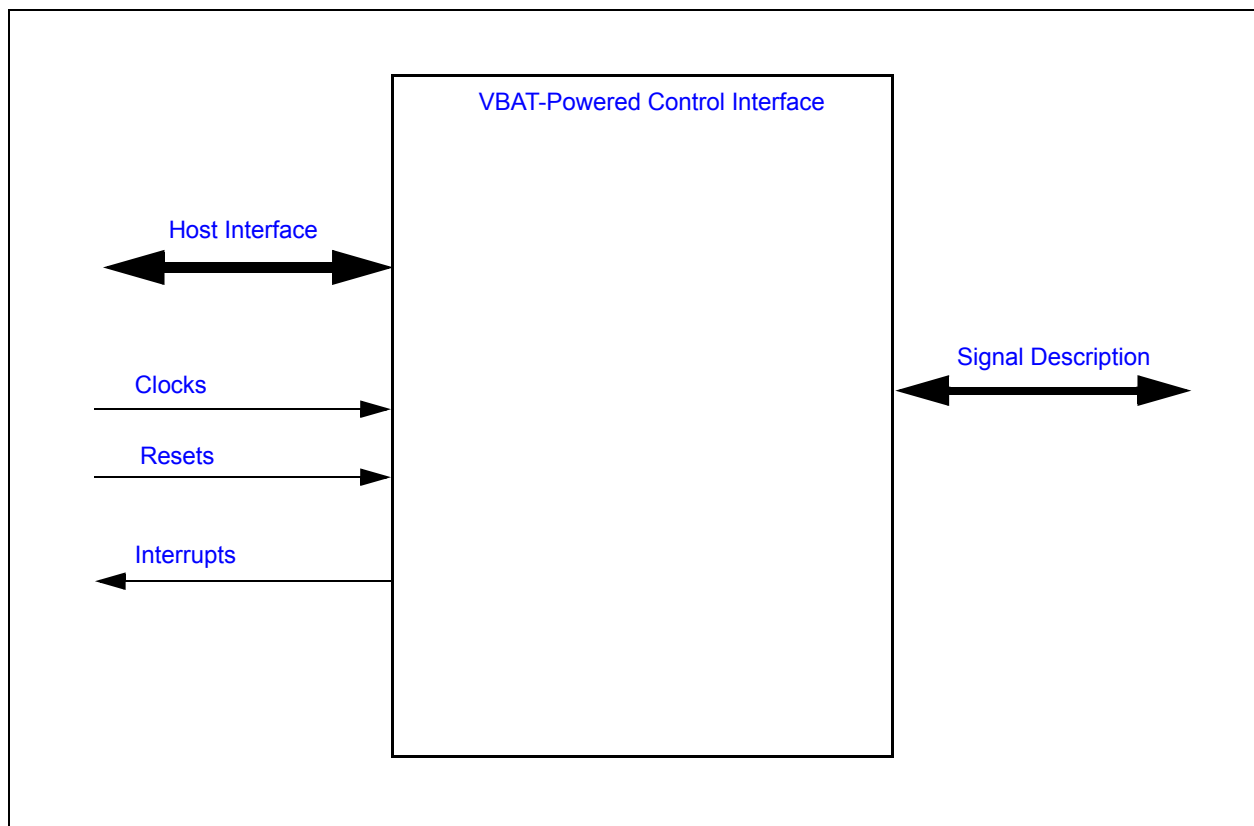 VBAT-Powered Control Interface
Host Interface
Signal Description
Clocks
Resets
Interrupts